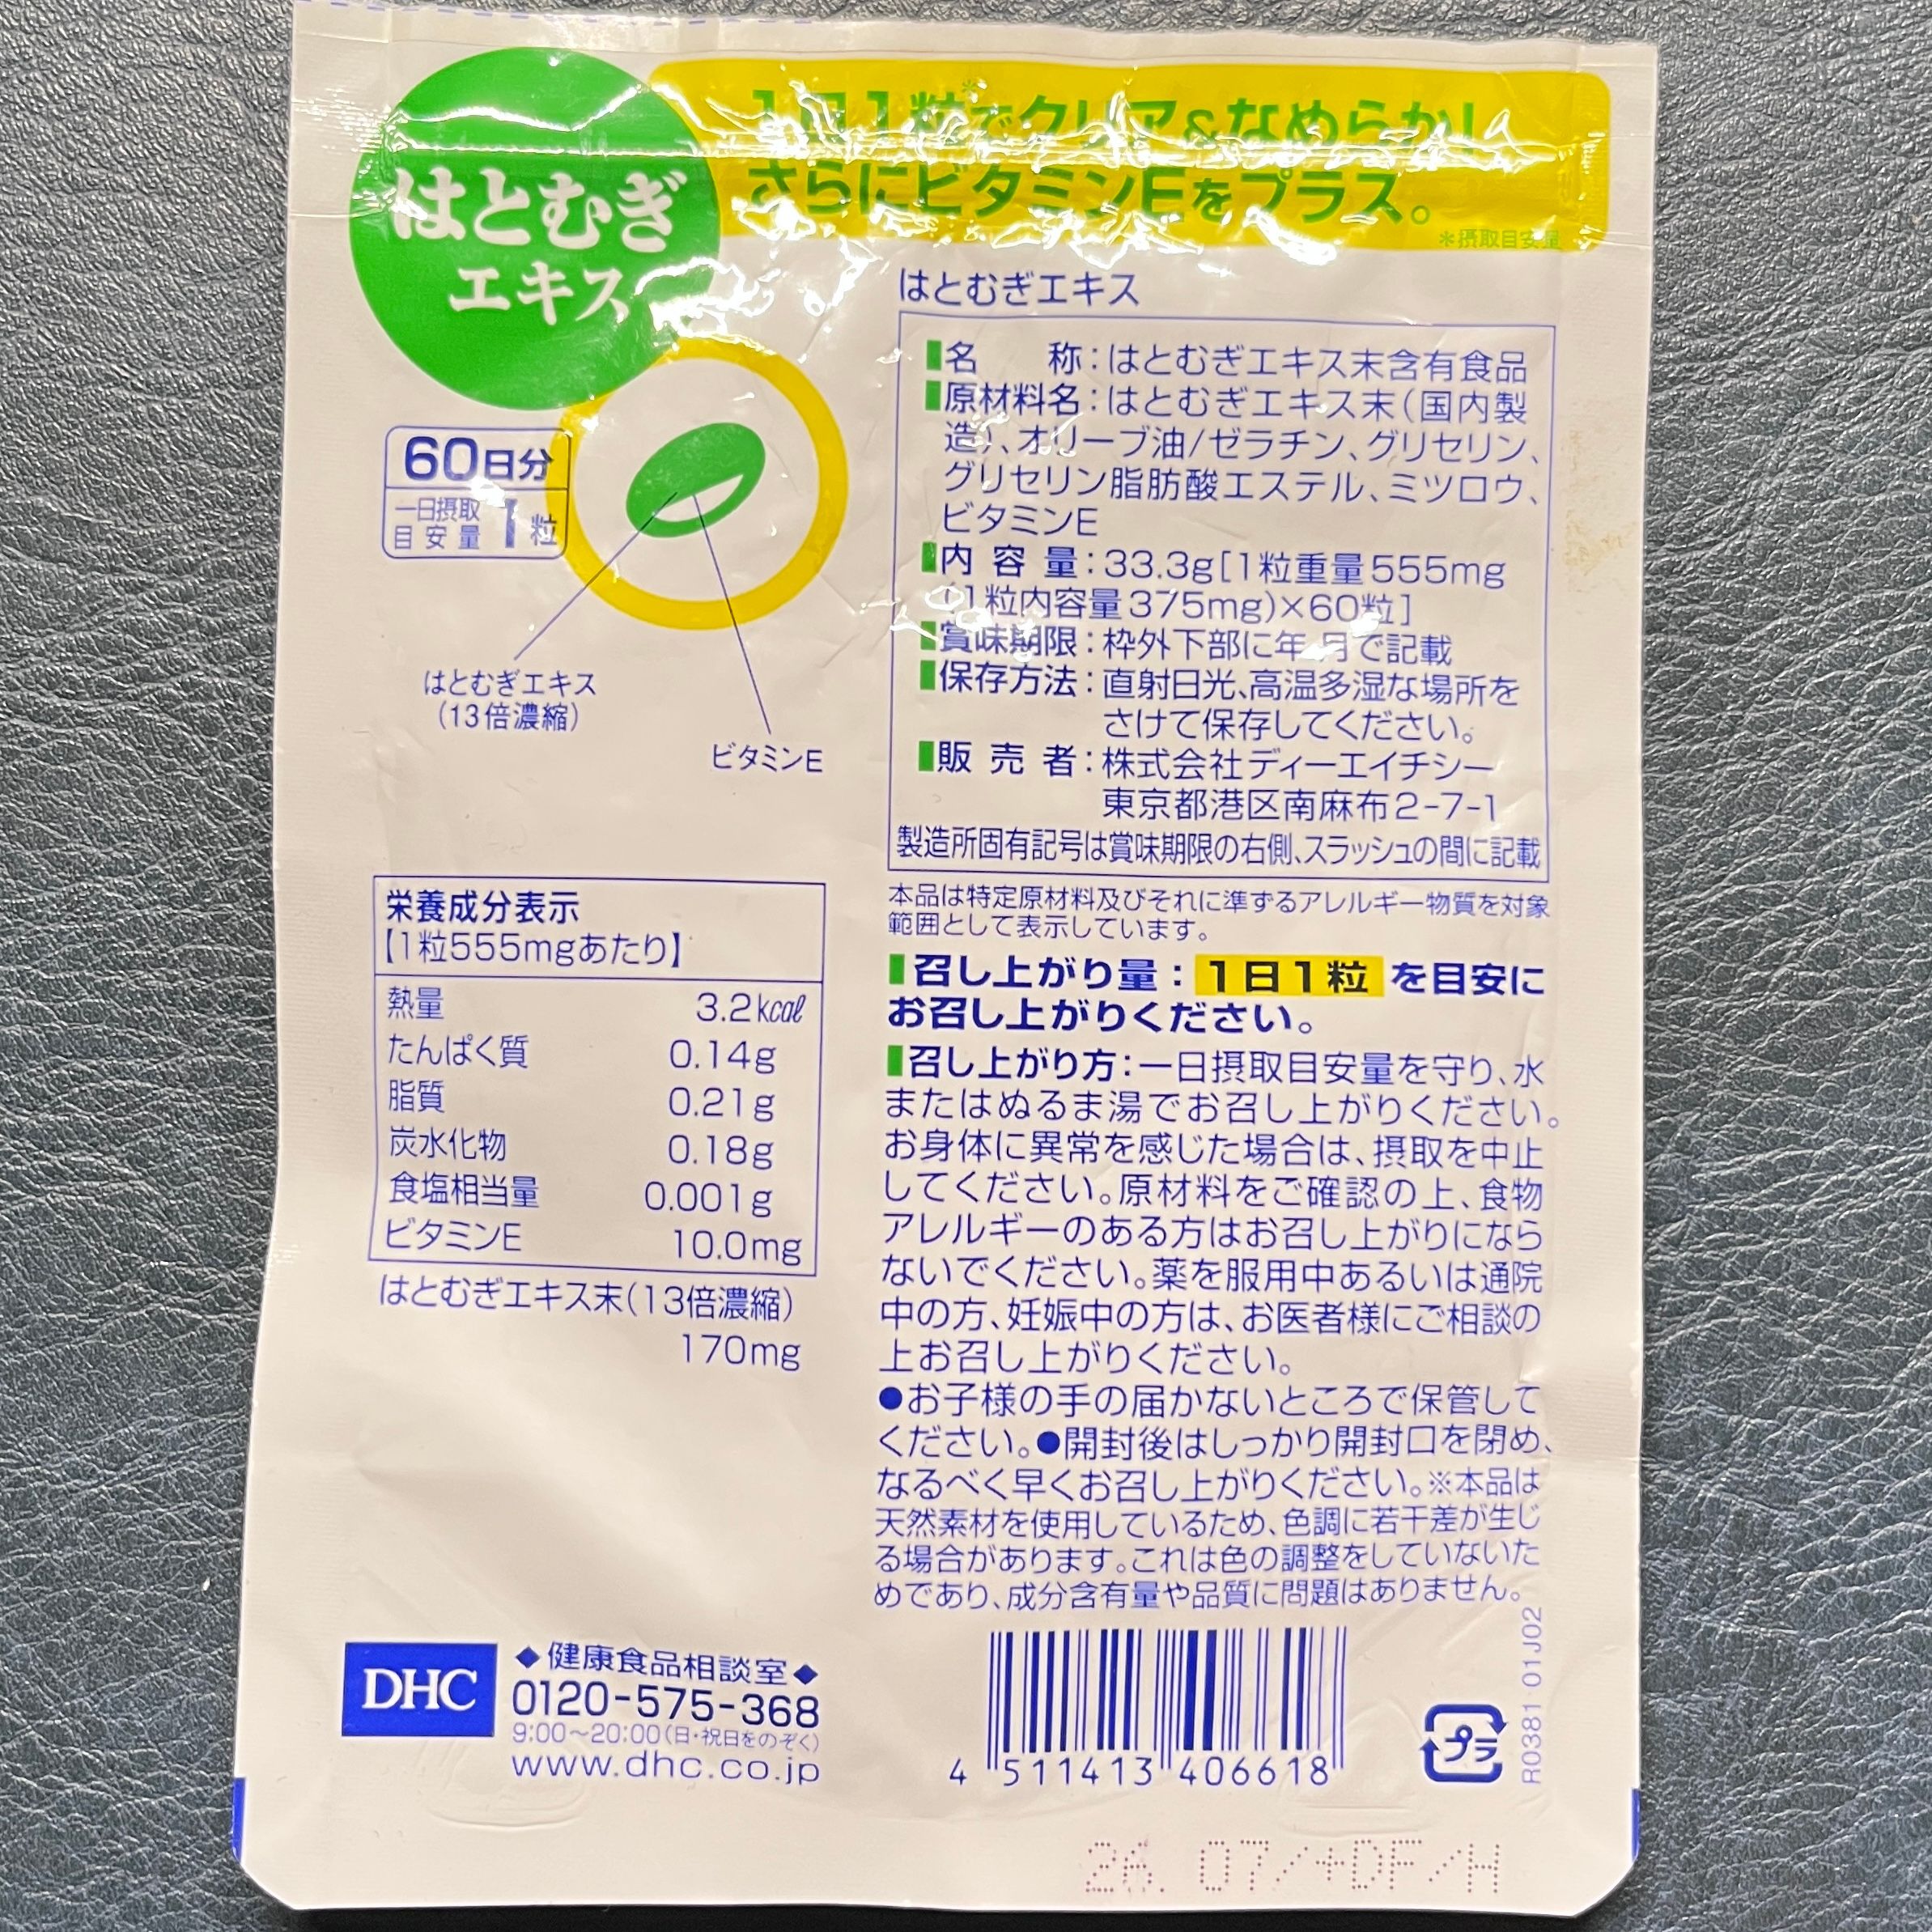 1日1粒*でクリア&なめらか!
さらにビタミンEをプラス。
*摂取目安量
はとむぎ
エキス
60日分
一日摂取
目安量 1粒
はとむぎエキス
(13倍濃縮)
ビタミンE
はとむぎエキス
名 称:はとむぎエキス末含有食品
原材料名:はとむぎエキス末(国内製
造)、オリーブ油/ゼラチン、グリセリン、
グリセリン脂肪酸エステル、ミツロウ、
ビタミンE
内容量:33.3g[1粒重量555mg
(1粒内容量375mg)×60粒]
賞味期限:枠外下部に年.月で記載
保存方法:直射日光、高温多湿な場所を
さけて保存してください。
販売者:株式会社ディーエイチシー
東京都港区南麻布2-7-1
製造所固有記号は賞味期限の右側、スラッシュの間に記載
本品は特定原材料及びそれに準ずるアレルギー物質を対象
範囲として表示しています。
召し上がり量:1日1粒を目安に
お召し上がりください。
召し上がり方:一日摂取目安量を守り、水
またはぬるま湯でお召し上がりください。
お身体に異常を感じた場合は、摂取を中止
してください。原材料をご確認の上、食物
アレルギーのある方はお召し上がりになら
ないでください。薬を服用中あるいは通院
中の方、妊娠中の方は、お医者様にご相談の
上お召し上がりください。
●お子様の手の届かないところで保管して
ください。●開封後はしっかり開封口を閉め、
なるべく早くお召し上がりください。※本品は
天然素材を使用しているため、色調に若干差が生じ
る場合があります。これは色の調整をしていないた
めであり、成分含有量や品質に問題はありません。
栄養成分表示
【1粒555mgあたり】
熱量 3.2kcal
たんぱく質 0.14g
脂質 0.21g
炭水化物 0.18g
食塩相当量 0.001g
ビタミンE 10.0mg
はとむぎエキス末(13倍濃縮)
170mg
DHC
◆健康食品相談室◆
0120-575-368
9:00〜20:00(日・祝日をのぞく)
www.dhc.co.jp
4 511413 406618
プラ
R0381 01J02
26. 07/+DF/H